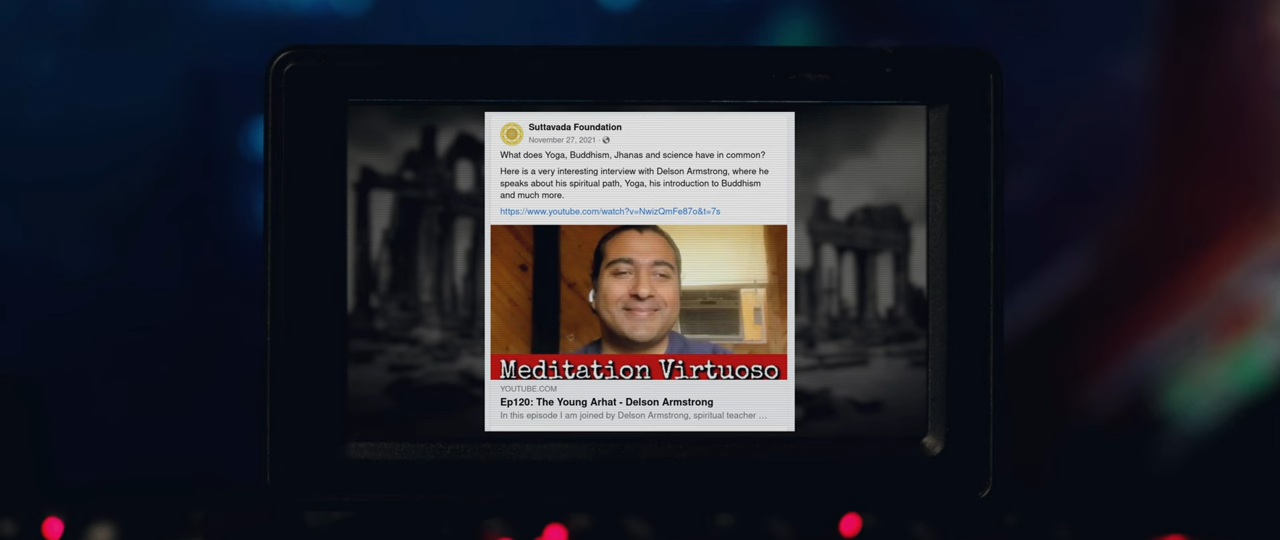 Suttavada Foundation
November 27, 2021 ·
What does Yoga, Buddhism, Jhanas and science have in common?
Here is a very interesting interview with Delson Armstrong, where he
speaks about his spiritual path, Yoga, his introduction to Buddhism
and much more.
https://www.youtube.com/watch?v=NwizQmFe87o&t=7s
Meditation Virtuoso
YOUTUBE.COM
Ep120: The Young Arhat - Delson Armstrong
In this episode I am joined by Delson Armstrong, spiritual teacher ...